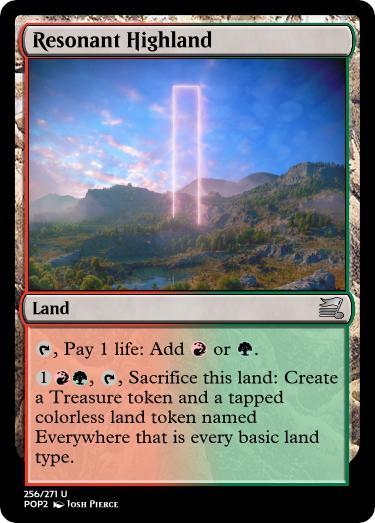 Resonant Highland
Land
, Pay 1 life: Add or .
1 , , Sacrifice this land: Create
a Treasure token and a tapped
colorless land token named
Everywhere that is every basic land
type.
256/271 U
POP2 Josh Pierce